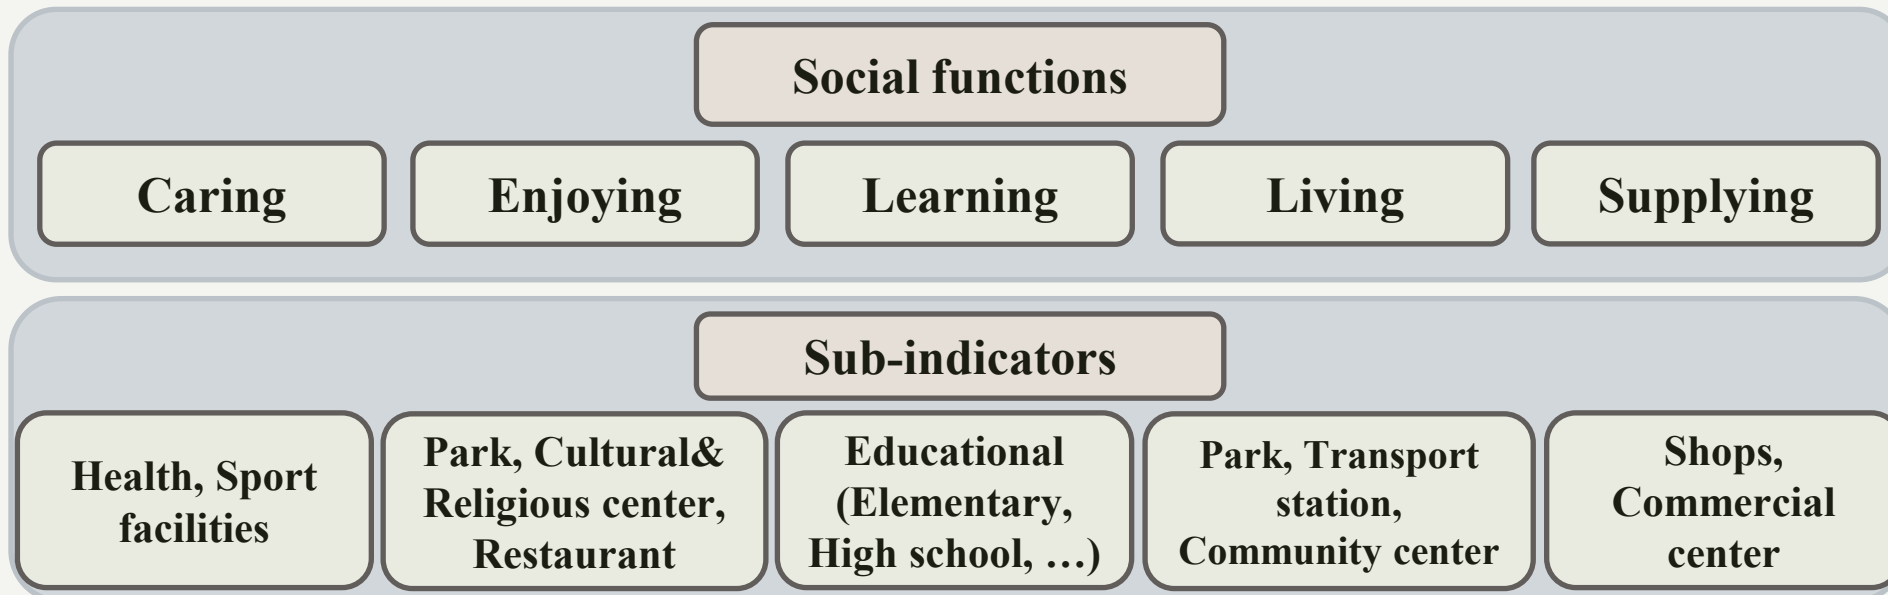 Social functions
Caring
Enjoying
Learning
Living
Supplying
Sub-indicators
Health, Sport
facilities
Park, Cultural&
Religious center,
Restaurant
Educational
(Elementary,
High school, …)
Park, Transport
station,
Community center
Shops,
Commercial
center